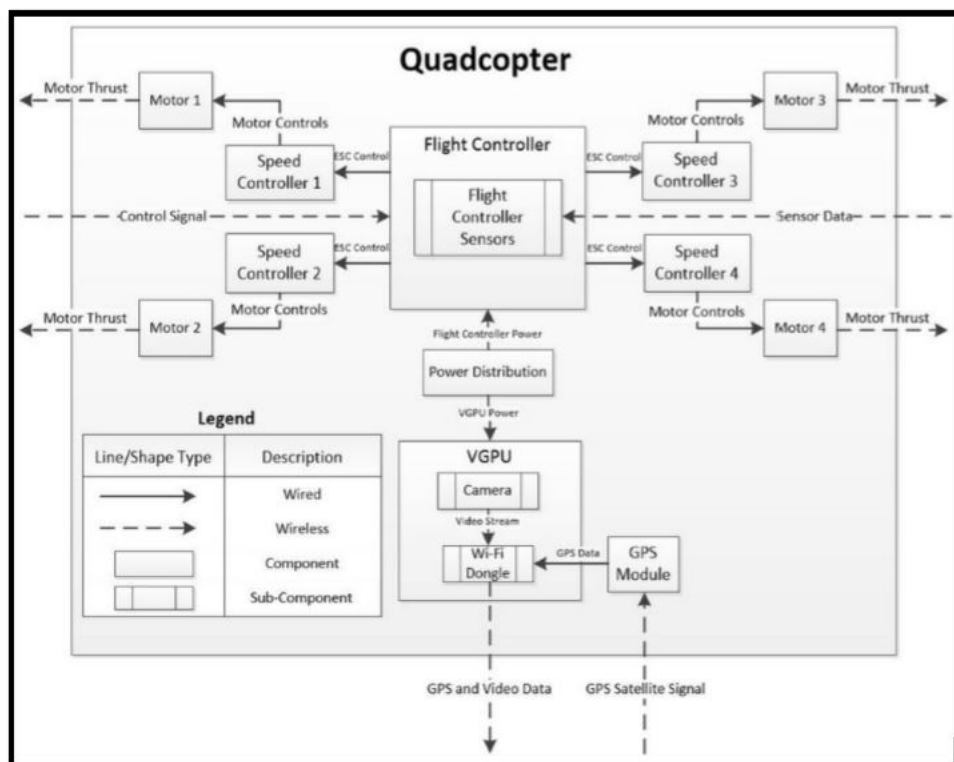 Quadcopter
Motor Thrust
Motor 1
Motor Controls
Speed
Controller 1
ESC Control
Flight Controller
Flight
Controller
Sensors
ESC Control
Speed
Controller 3
Motor Controls
Motor 3
Motor Thrust
Control Signal
Sensor Data
Speed
Controller 2
ESC Control
ESC Control
Speed
Controller 4
Motor Thrust
Motor 2
Motor Controls
Motor Controls
Motor 4
Motor Thrust
Flight Controller Power
Power Distribution
VGPU Power
VGPU
Camera
Video Stream
Wi-Fi
Dongle
GPS Data
GPS
Module
GPS and Video Data
GPS Satellite Signal
Legend
Line/Shape Type
Description
Wired
Wireless
Component
Sub-Component